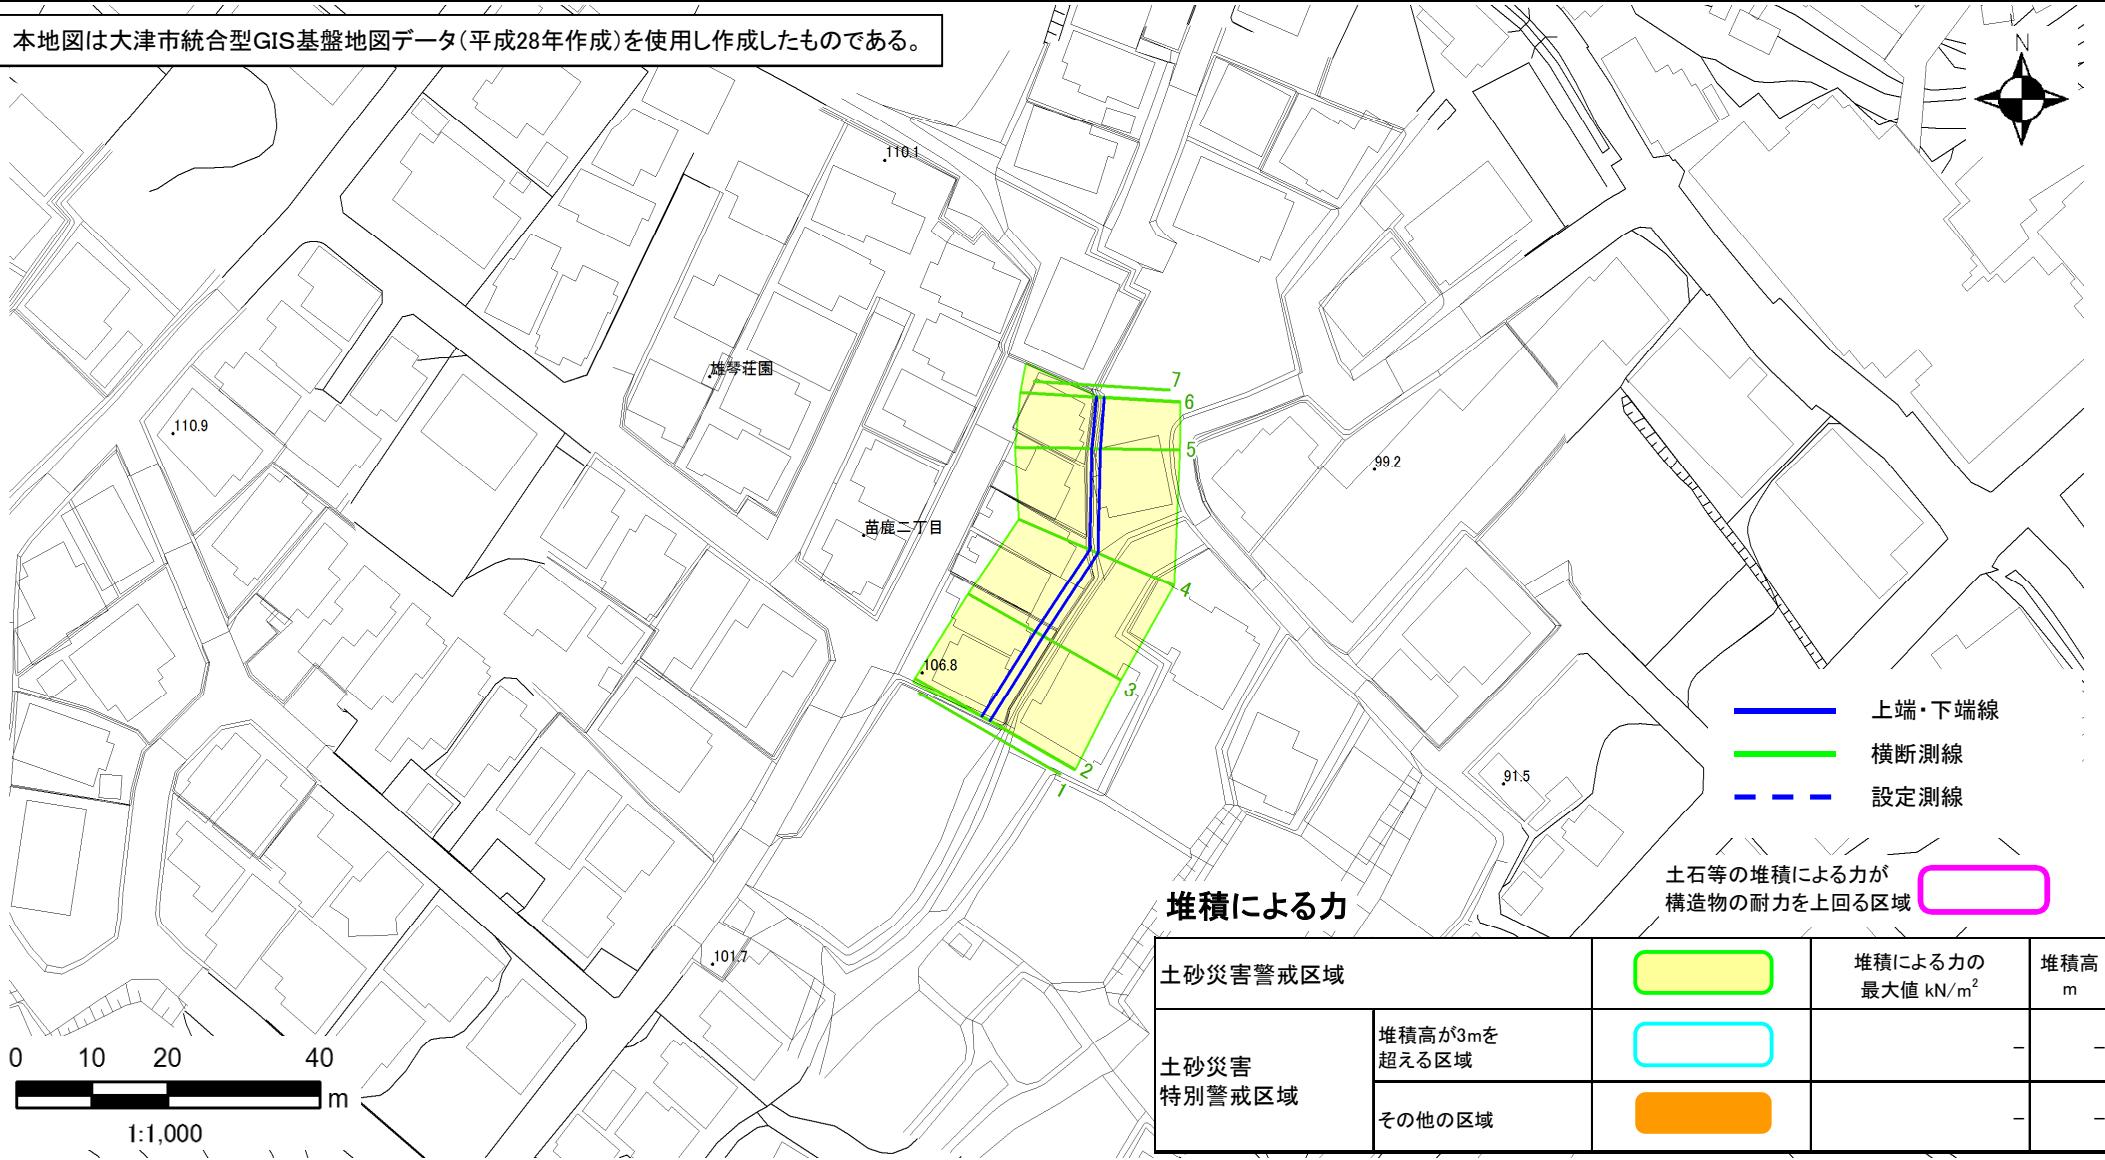 本地図は大津市統合型GIS基盤地図データ(平成28年作成)を使用し作成したものである。
N
110.1
雄琴荘園
110.9
苗鹿二丁目
99.2
106.8
91.5
101.7
7
6
5
4
3
2
1
上端・下端線
横断測線
設定測線
土石等の堆積による力が
構造物の耐力を上回る区域
堆積による力
土砂災害警戒区域
堆積による力の
最大値 kN/m²
堆積高
m
土砂災害
特別警戒区域
堆積高が3mを
超える区域
–
–
その他の区域
–
–
0 10 20 40
m
1:1,000